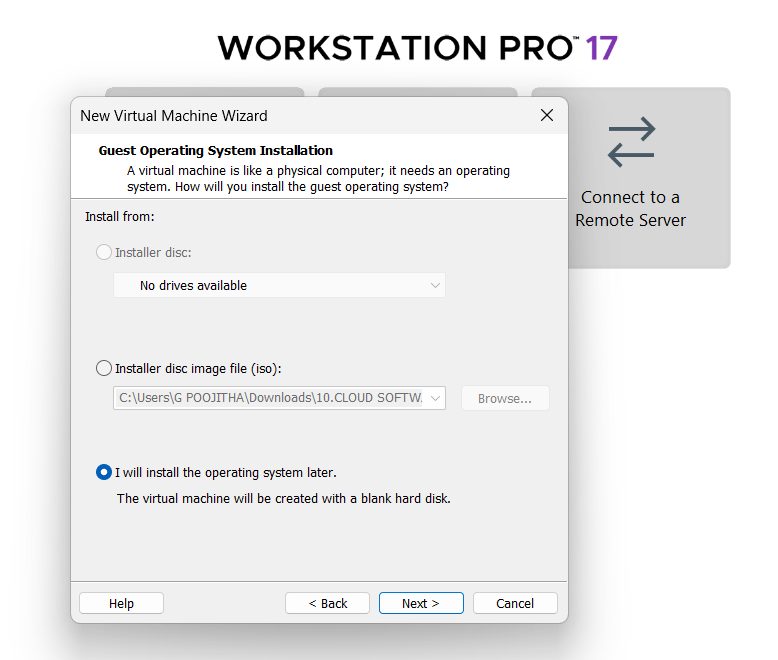 WORKSTATION PRO™ 17
New Virtual Machine Wizard
Guest Operating System Installation
A virtual machine is like a physical computer; it needs an operating
system. How will you install the guest operating system?
Connect to a
Remote Server
Install from:
Installer disc:
No drives available
Installer disc image file (iso):
C:\Users\G POOJITHA\Downloads\10.CLOUD SOFTW.
Browse...
I will install the operating system later.
The virtual machine will be created with a blank hard disk.
Help
< Back
Next >
Cancel